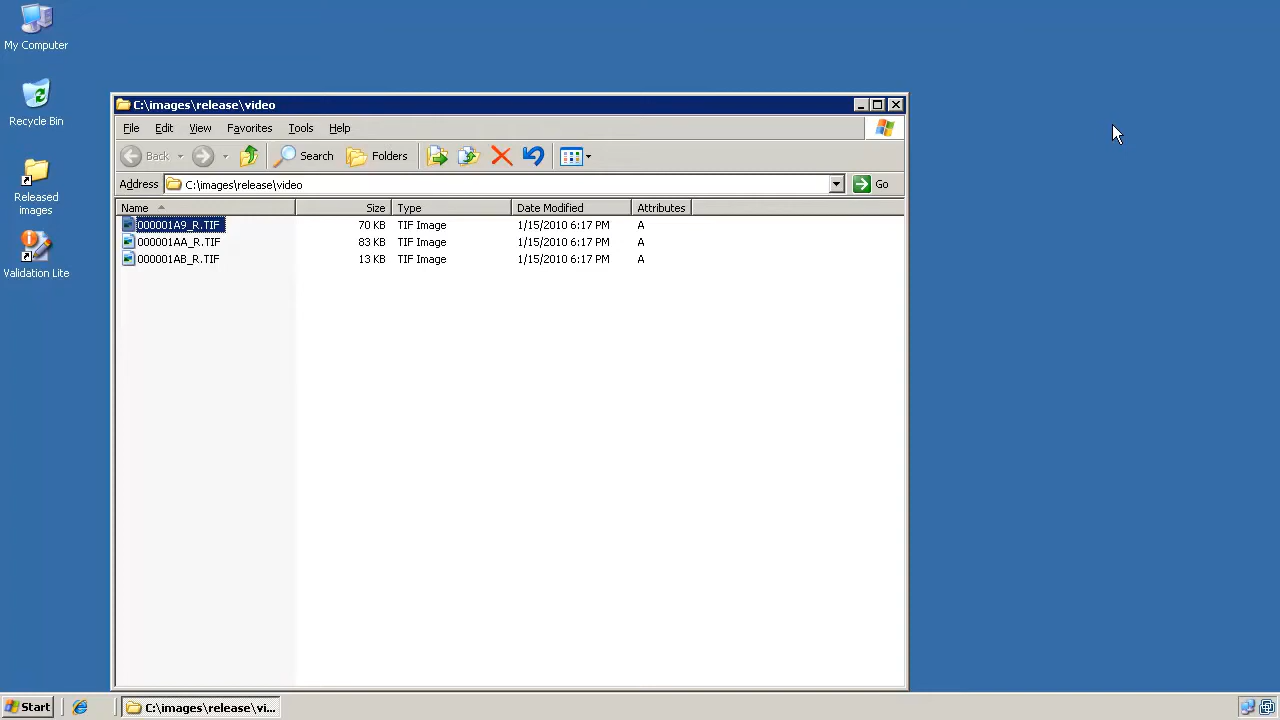 My Computer
Recycle Bin
Released
images
Validation Lite
C:\images\release\video
File Edit View Favorites Tools Help
Back Search Folders
Address C:\images\release\video Go
Name Size Type Date Modified Attributes
000001A9_R.TIF 70 KB TIF Image 1/15/2010 6:17 PM A
000001AA_R.TIF 83 KB TIF Image 1/15/2010 6:17 PM A
000001AB_R.TIF 13 KB TIF Image 1/15/2010 6:17 PM A
Start C:\images\release\vi...